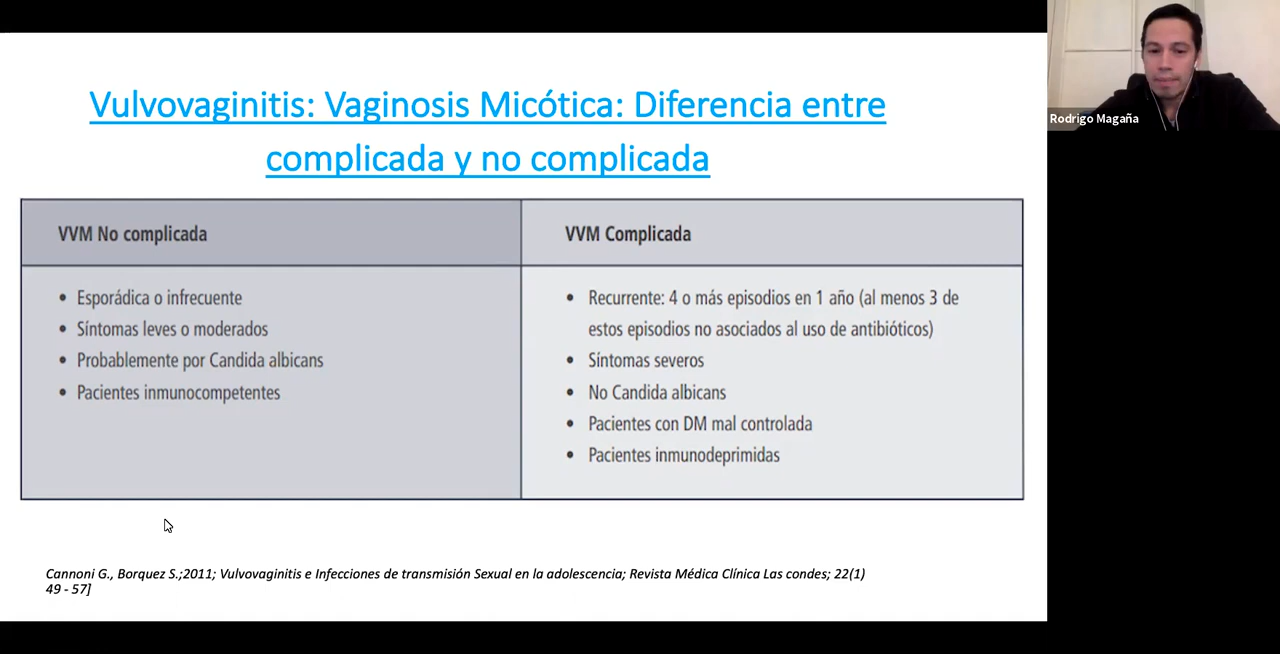 Vulvovaginitis: Vaginosis Micótica: Diferencia entre
complicada y no complicada
VVM No complicada
• Esporádica o infrecuente
• Síntomas leves o moderados
• Probablemente por Candida albicans
• Pacientes inmunocompetentes
VVM Complicada
• Recurrente: 4 o más episodios en 1 año (al menos 3 de
estos episodios no asociados al uso de antibióticos)
• Síntomas severos
• No Candida albicans
• Pacientes con DM mal controlada
• Pacientes inmunodeprimidas
Cannoni G., Borquez S.;2011; Vulvovaginitis e Infecciones de transmisión Sexual en la adolescencia; Revista Médica Clínica Las condes; 22(1)
49 - 57]
Rodrigo Magaña